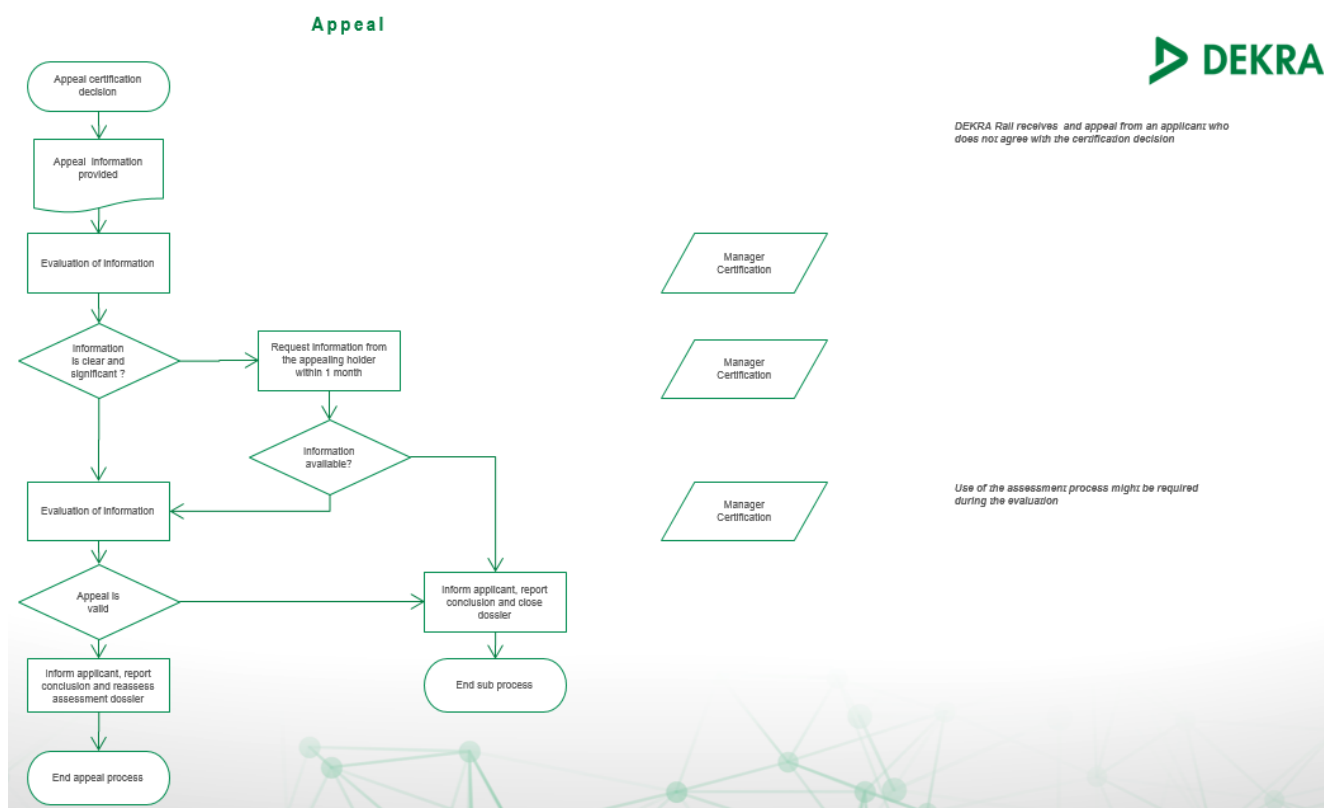 Appeal
DEKRA
Appeal certification
decision
DEKRA Rail receives and appeal from an applicant who
does not agree with the certification decision
Appeal Information
provided
Evaluation of Information
Manager
Certification
Information
is clear and
significant ?
Request information from
the appealing holder
within 1 month
Manager
Certification
Information
available?
Evaluation of Information
Manager
Certification
Use of the assessment process might be required
during the evaluation
Appeal is
valid
Inform applicant, report
conclusion and close
dossier
Inform applicant, report
conclusion and reassess
assessment dossier
End sub process
End appeal process